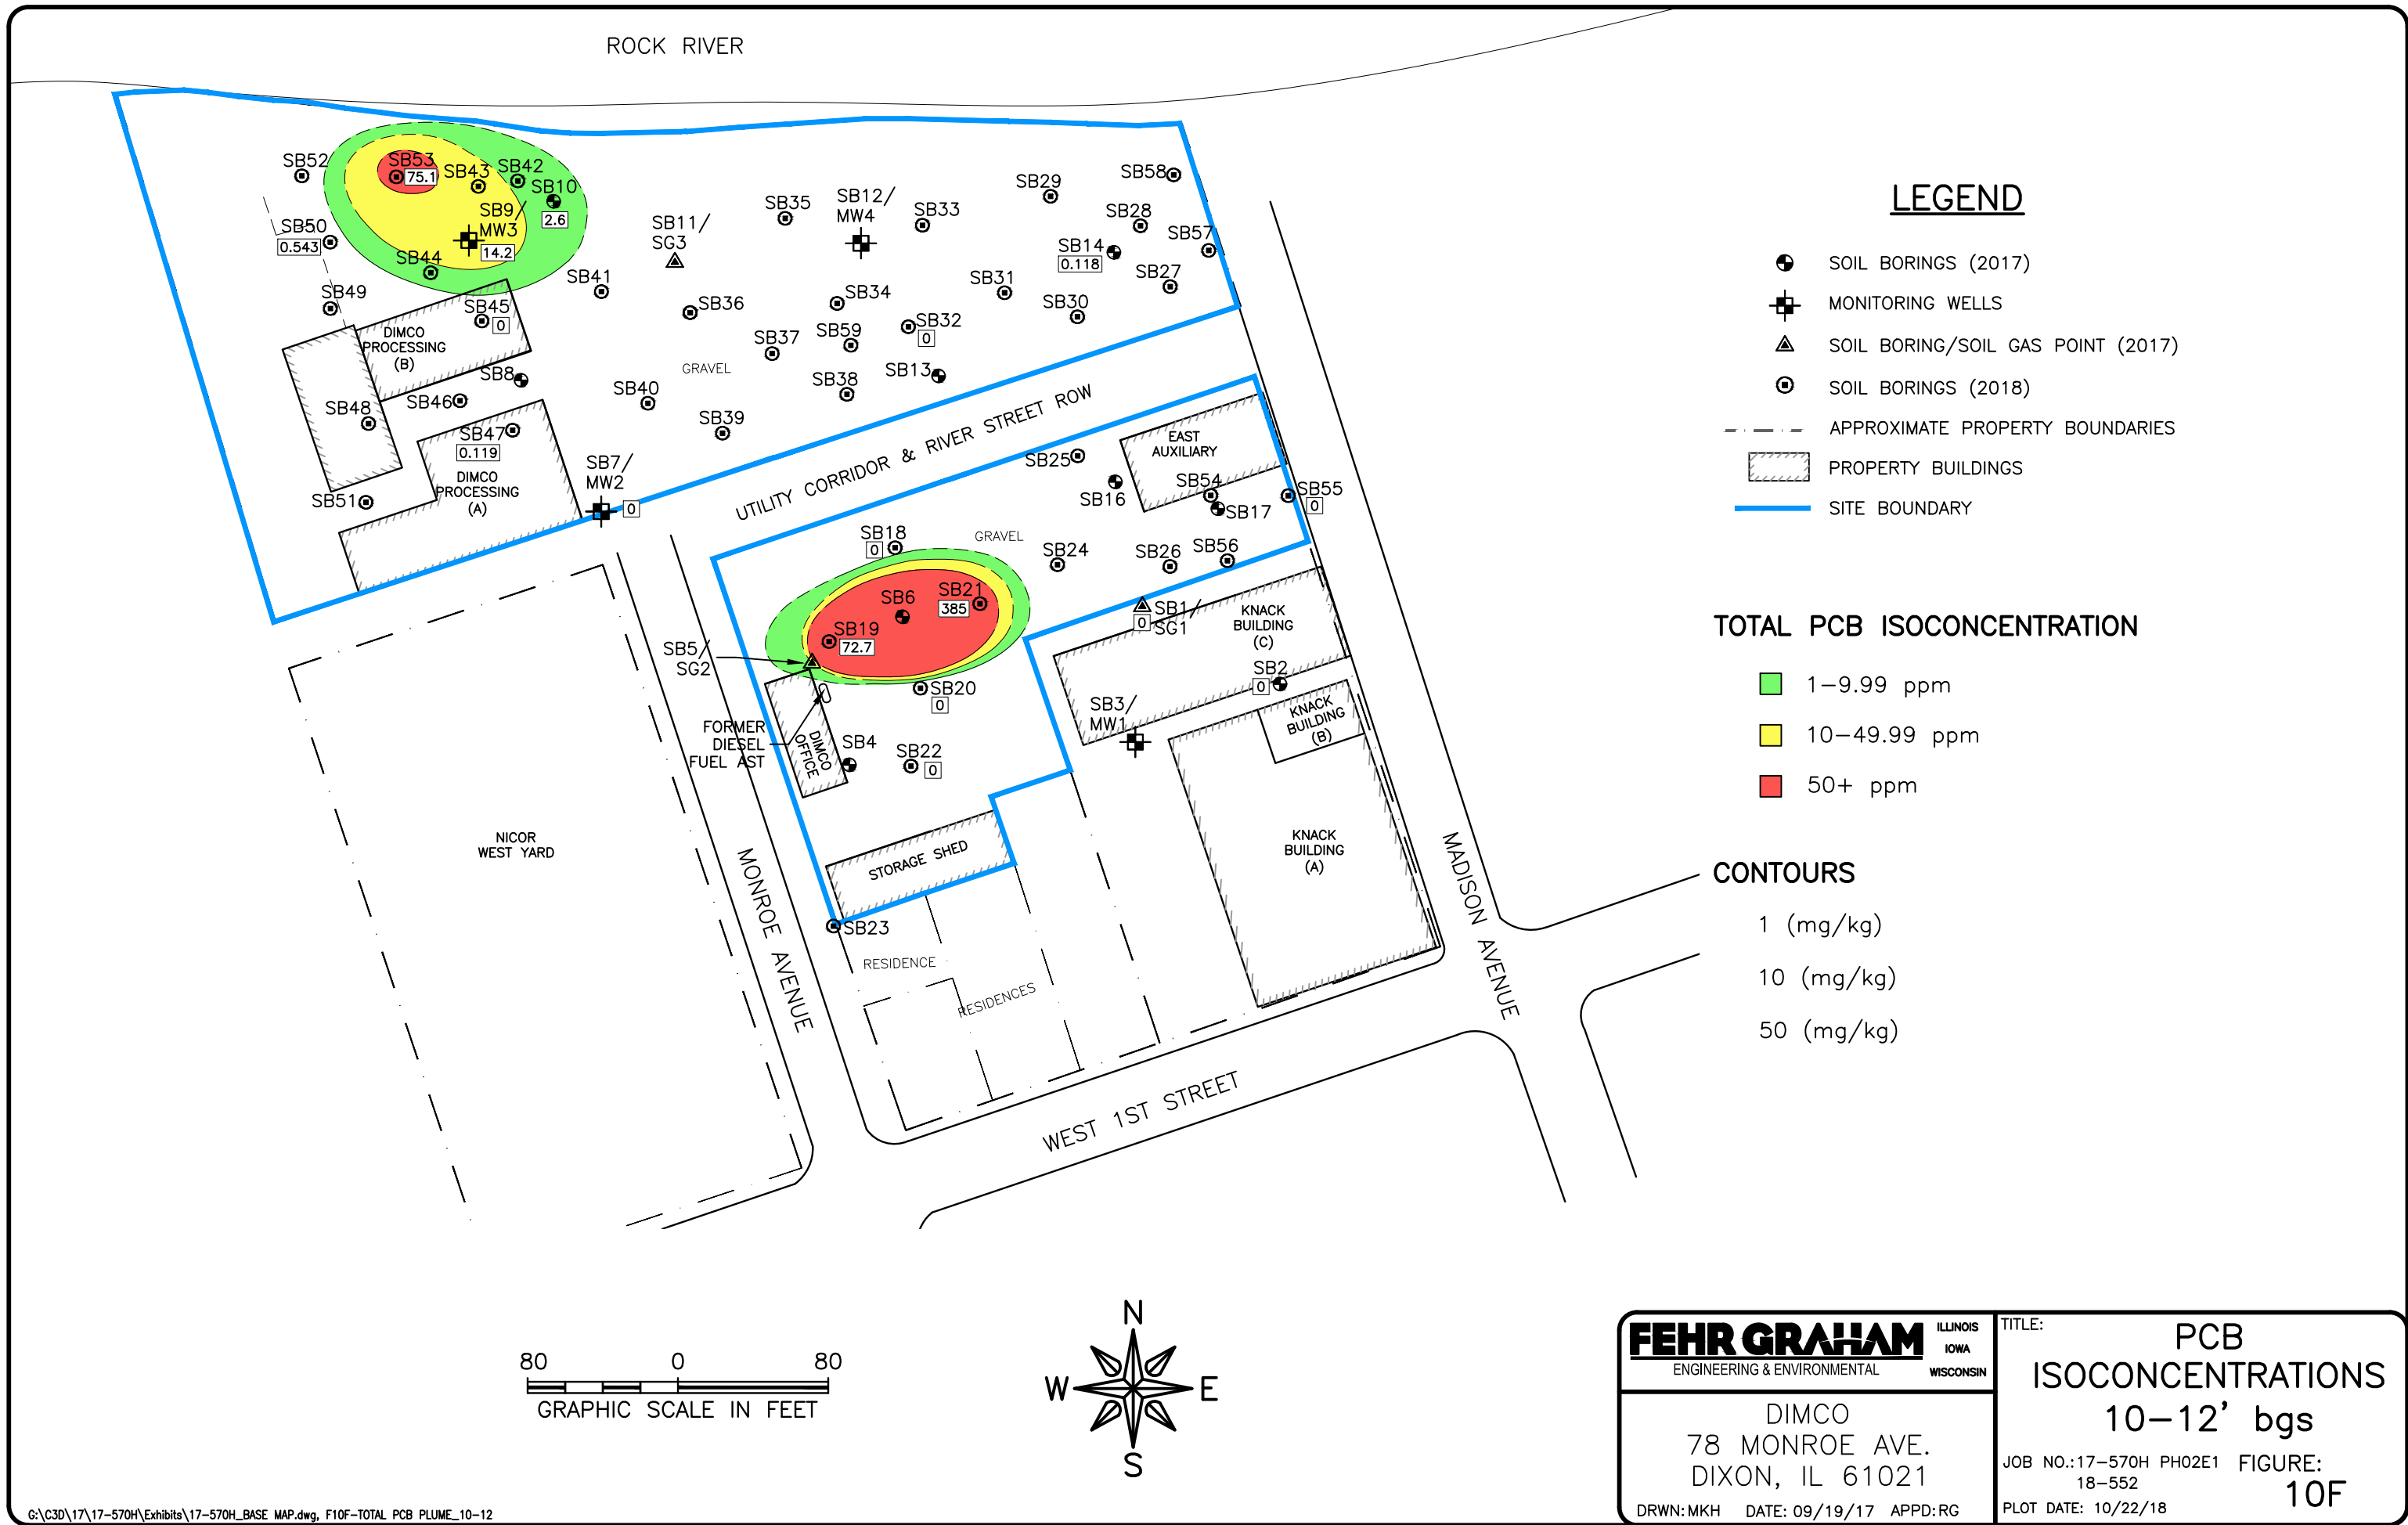 ROCK RIVER
SB52
SB53
75.1
SB43
SB42
SB10
2.6
SB9/
MW3
14.2
SB50
0.543
SB44
SB49
SB45
0
SB41
SB11/
SG3
SB35
SB12/
MW4
SB33
SB29
SB58
SB28
SB57
SB14
0.118
SB27
SB31
SB30
SB34
SB36
SB59
SB32
0
SB37
SB13
SB38
GRAVEL
SB40
SB39
DIMCO
PROCESSING
(B)
SB8
SB46
SB48
SB47
0.119
DIMCO
PROCESSING
(A)
SB51
SB7/
MW2
0
UTILITY CORRIDOR & RIVER STREET ROW
EAST
AUXILIARY
SB25
SB16
SB54
SB17
SB55
0
SB18
0
GRAVEL
SB24
SB26
SB56
SB6
SB21
385
SB19
72.7
SB5/
SG2
SB20
0
SB1/
SG1
0
KNACK
BUILDING
(C)
SB2
0
SB3/
MW1
KNACK
BUILDING
(B)
FORMER
DIESEL
FUEL AST
DIMCO
OFFICE
SB4
SB22
0
STORAGE SHED
SB23
RESIDENCE
RESIDENCES
NICOR
WEST YARD
KNACK
BUILDING
(A)
MONROE AVENUE
MADISON AVENUE
WEST 1ST STREET
LEGEND
SOIL BORINGS (2017)
MONITORING WELLS
SOIL BORING/SOIL GAS POINT (2017)
SOIL BORINGS (2018)
APPROXIMATE PROPERTY BOUNDARIES
PROPERTY BUILDINGS
SITE BOUNDARY
TOTAL PCB ISOCONCENTRATION
1-9.99 ppm
10-49.99 ppm
50+ ppm
CONTOURS
1 (mg/kg)
10 (mg/kg)
50 (mg/kg)
80 0 80
GRAPHIC SCALE IN FEET
N
W E
S
FEHR GRAHAM
ENGINEERING & ENVIRONMENTAL
ILLINOIS
IOWA
WISCONSIN
DIMCO
78 MONROE AVE.
DIXON, IL 61021
DRWN: MKH DATE: 09/19/17 APPD: RG
TITLE:
PCB
ISOCONCENTRATIONS
10-12' bgs
JOB NO.: 17-570H PH02E1
18-552
FIGURE:
10F
PLOT DATE: 10/22/18
G:\C3D\17\17-570H\Exhibits\17-570H_BASE MAP.dwg, F10F-TOTAL PCB PLUME_10-12